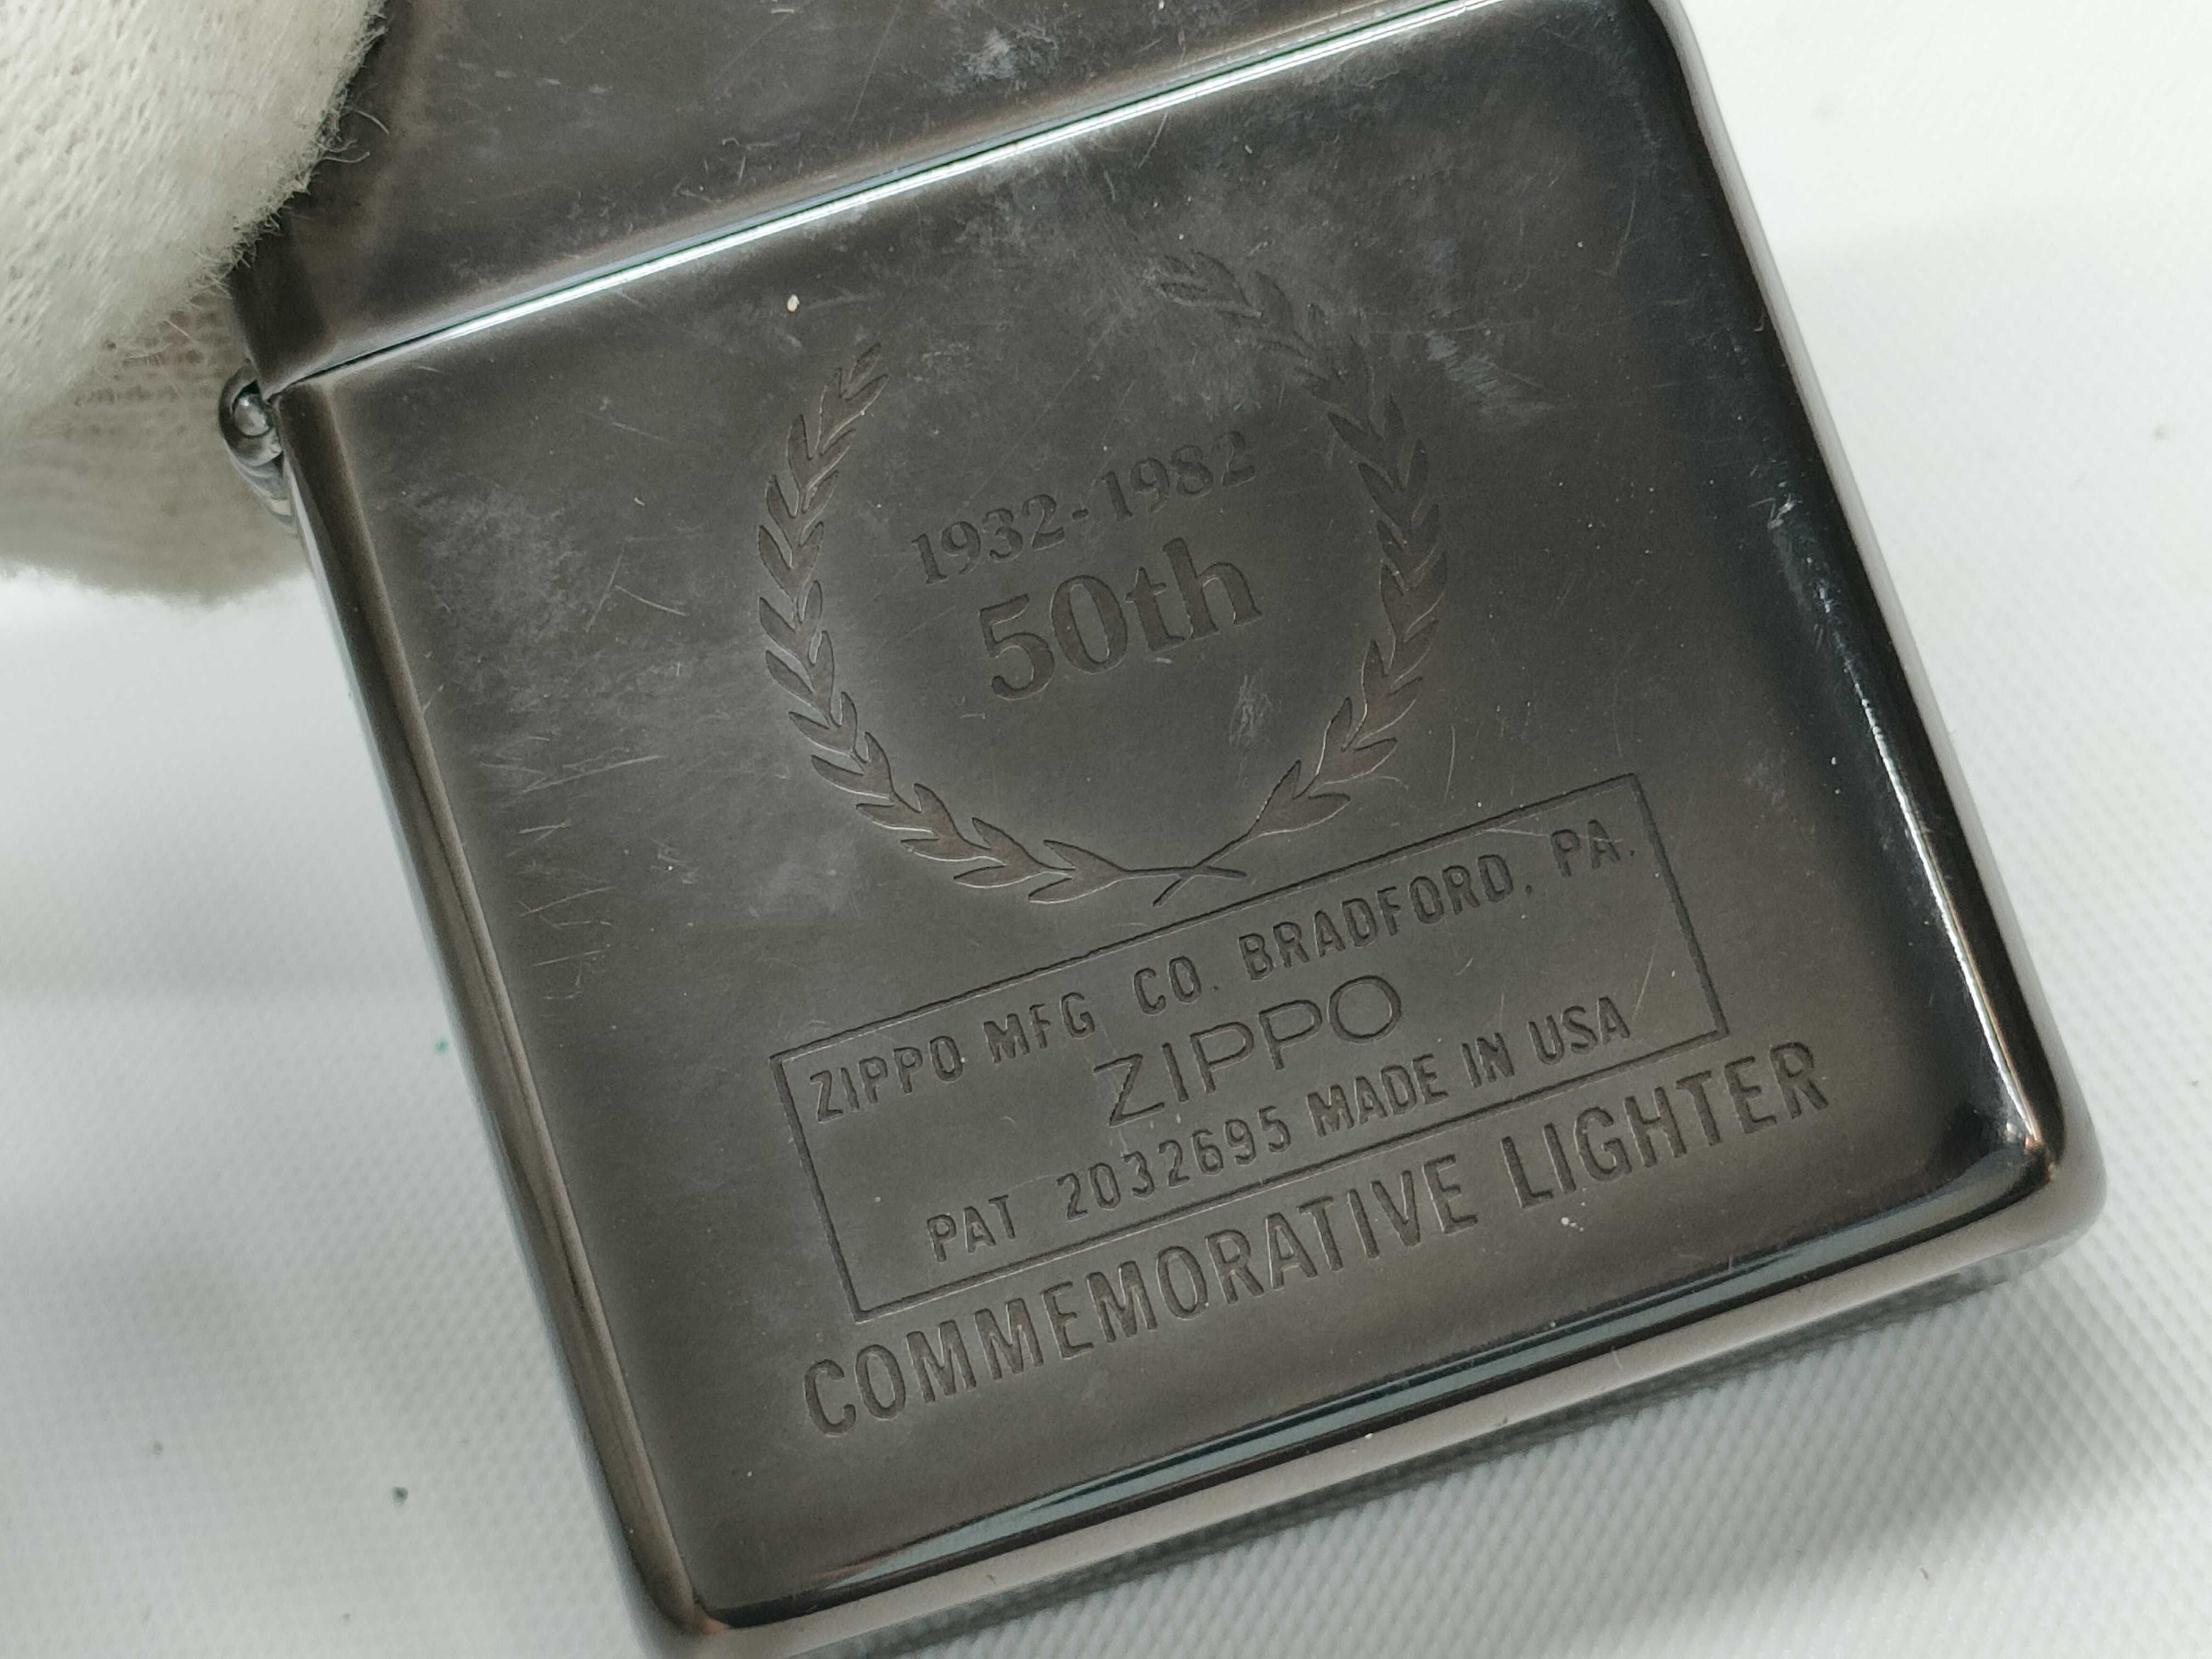 1932-1982
50th
ZIPPO MFG CO. BRADFORD, PA.
ZIPPO
PAT 2032695 MADE IN USA
COMMEMORATIVE LIGHTER